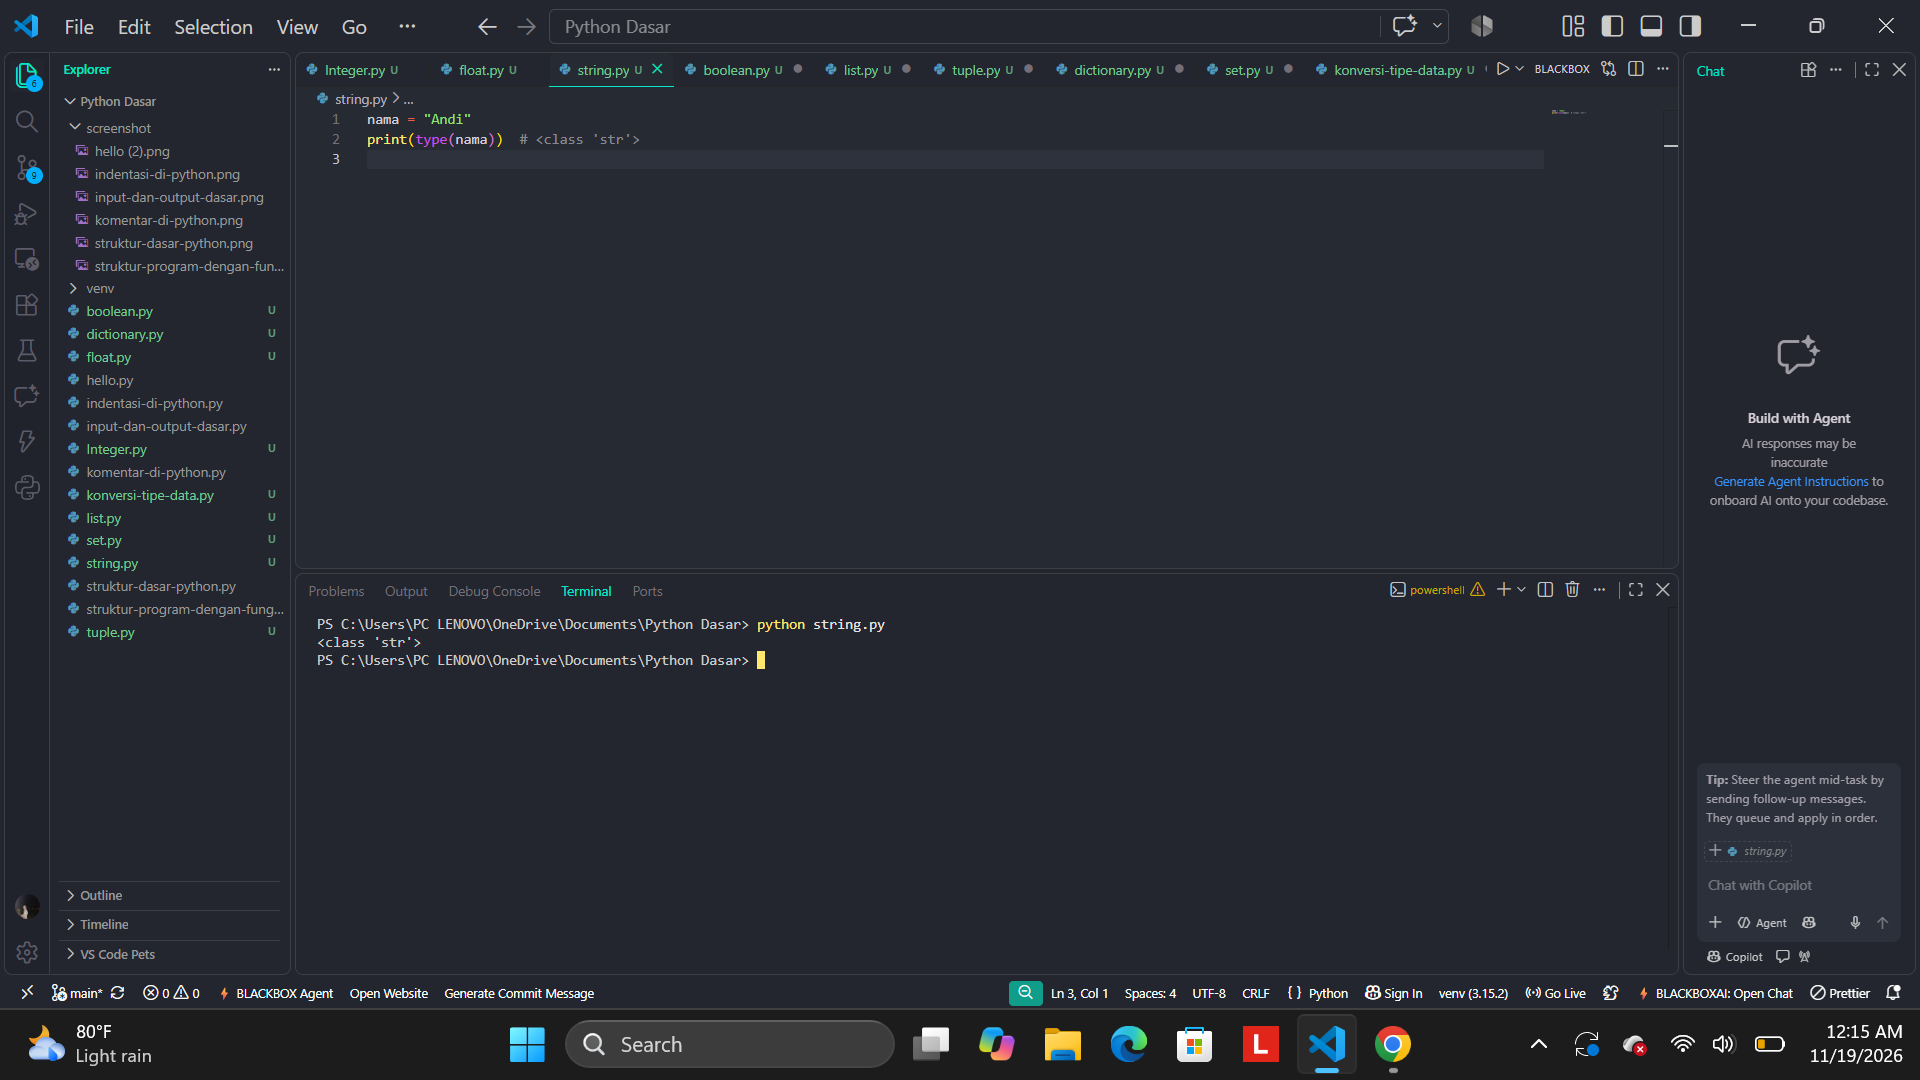 File Edit Selection View Go ...
Python Dasar
Explorer
Python Dasar
screenshot
hello (2).png
indentasi-di-python.png
input-dan-output-dasar.png
komentar-di-python.png
struktur-dasar-python.png
struktur-program-dengan-fun...
venv
boolean.py U
dictionary.py U
float.py U
hello.py
indentasi-di-python.py
input-dan-output-dasar.py
Integer.py U
komentar-di-python.py
konversi-tipe-data.py U
list.py U
set.py U
string.py U
struktur-dasar-python.py
struktur-program-dengan-fung...
tuple.py U
Outline
Timeline
VS Code Pets
6
9
Integer.py U float.py U string.py U boolean.py U list.py U tuple.py U dictionary.py U set.py U konversi-tipe-data.py U BLACKBOX
string.py > ...
1 nama = "Andi"
2 print(type(nama))  # <class 'str'>
3
Problems Output Debug Console Terminal Ports
powershell
PS C:\Users\PC LENOVO\OneDrive\Documents\Python Dasar> python string.py
<class 'str'>
PS C:\Users\PC LENOVO\OneDrive\Documents\Python Dasar>
Chat
Build with Agent
AI responses may be
inaccurate
Generate Agent Instructions to
onboard AI onto your codebase.
Tip: Steer the agent mid-task by
sending follow-up messages.
They queue and apply in order.
string.py
Chat with Copilot
Agent
Copilot
main* 0 0 BLACKBOX Agent Open Website Generate Commit Message
Ln 3, Col 1 Spaces: 4 UTF-8 CRLF { } Python Sign In venv (3.15.2) Go Live BLACKBOXAI: Open Chat Prettier
80°F
Light rain
Search
L
12:15 AM
11/19/2026